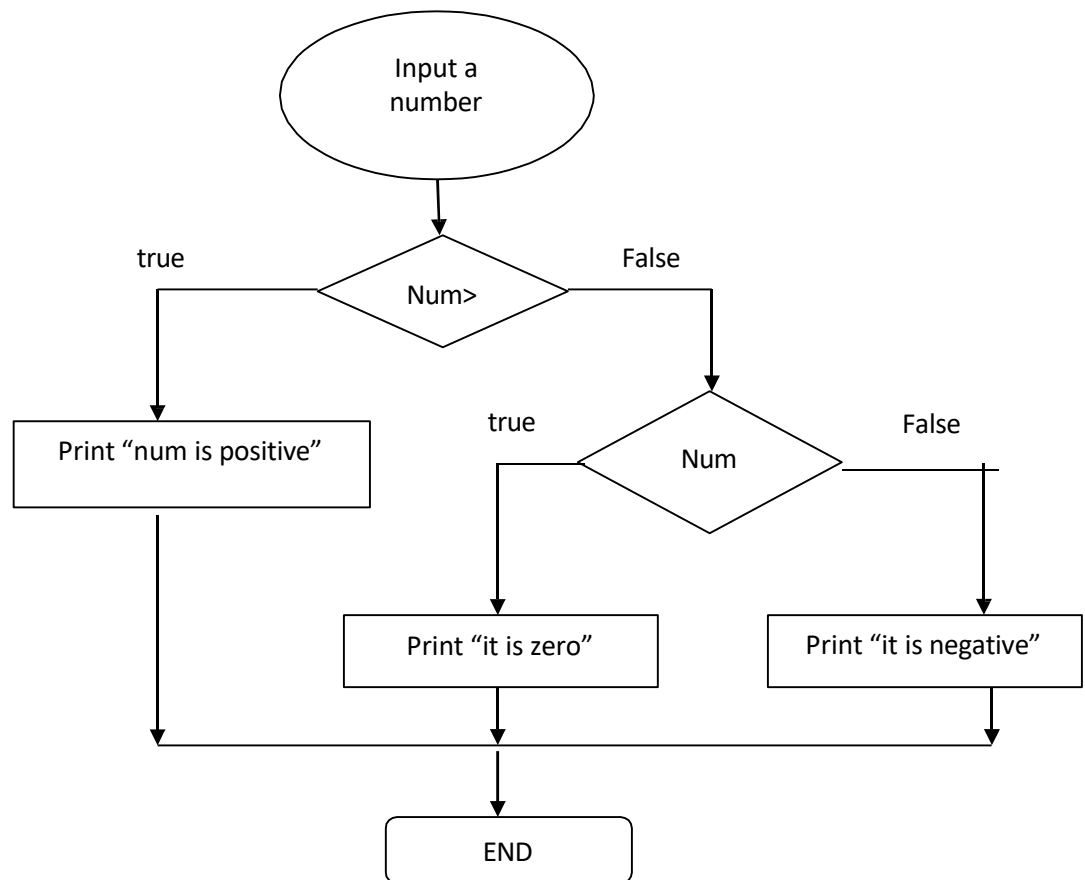 Input a
number
true
False
Num>
true
False
Print “num is positive”
Num
Print “it is zero”
Print “it is negative”
END